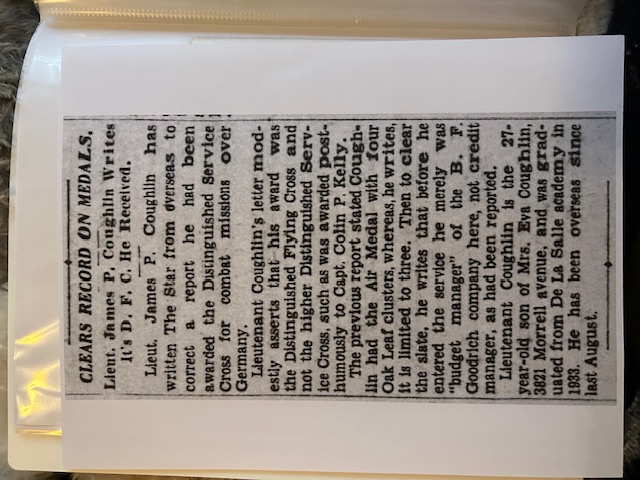 CLEARS RECORD ON MEDALS.
Lieut. James P. Coughlin Writes
It's D. F. C. He Received.
Lieut. James P. Coughlin has
written The Star from overseas to
correct a report he had been
awarded the Distinguished Service
Cross for combat missions over
Germany.
Lieutenant Coughlin's letter mod-
estly asserts that his award was
the Distinguished Flying Cross and
not the higher Distinguished Serv-
ice Cross, such as was awarded post-
humously to Capt. Colin P. Kelly.
The previous report stated Cough-
lin had the Air Medal with four
Oak Leaf clusters, whereas, he writes,
it is limited to three. Then to clear
the slate, he writes that before he
entered the service he merely was
"budget manager" of the B. F.
Goodrich company here, not credit
manager, as had been reported.
Lieutenant Coughlin is the 27-
year-old son of Mrs. Eva Coughlin,
3821 Morrell avenue, and was grad-
uated from De La Salle academy in
1933. He has been overseas since
last August.